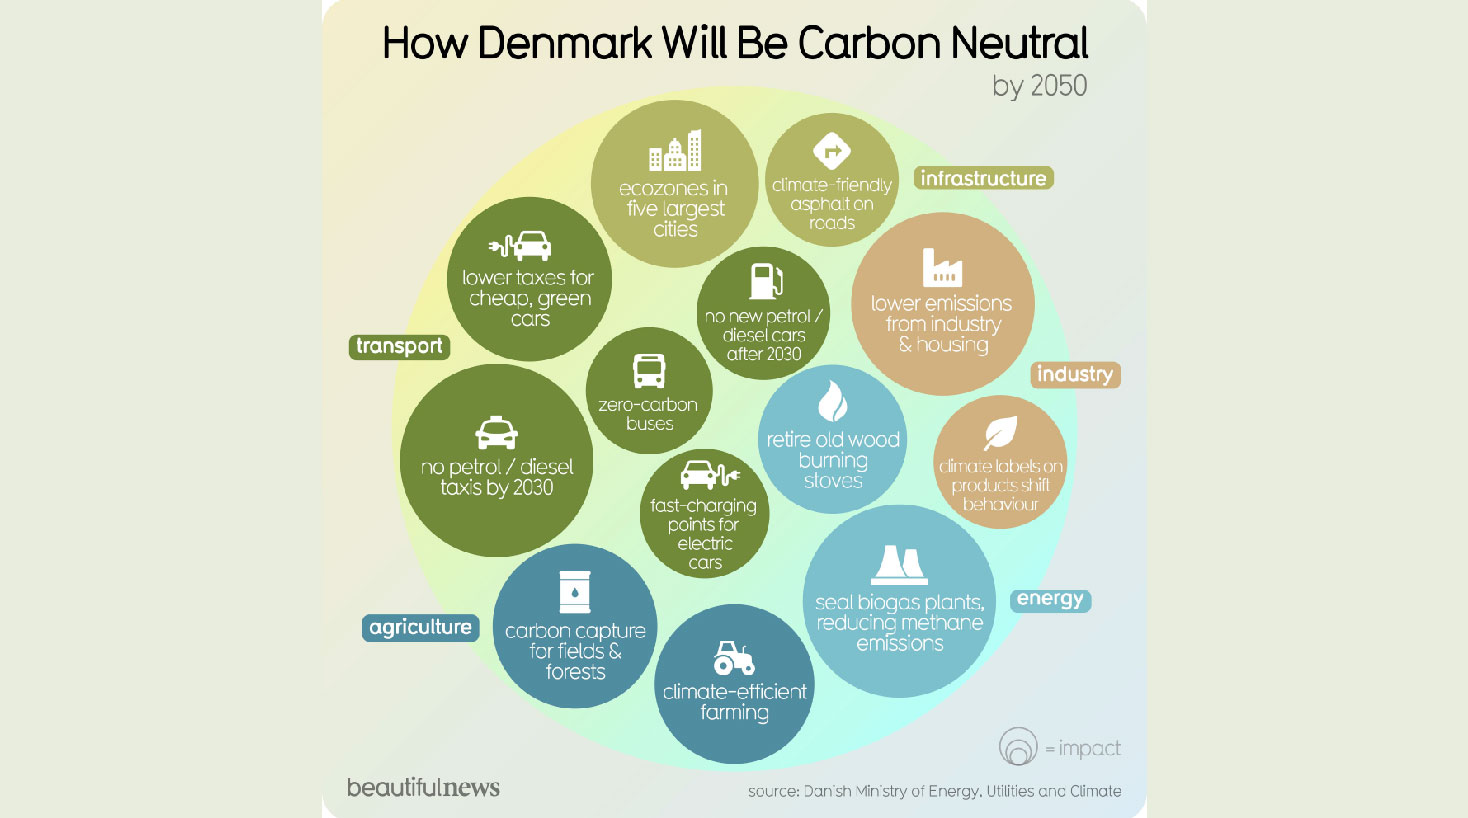 How Denmark Will Be Carbon Neutral
by 2050
ecozones in
five largest
cities
climate-friendly
asphalt on
roads
infrastructure
lower taxes for
cheap, green
cars
no new petrol /
diesel cars
after 2030
lower emissions
from industry
& housing
transport
zero-carbon
buses
industry
no petrol / diesel
taxis by 2030
retire old wood
burning
stoves
climate labels on
products shift
behaviour
fast-charging
points for
electric
cars
seal biogas plants,
reducing methane
emissions
energy
agriculture
carbon capture
for fields &
forests
climate-efficient
farming
= impact
beautifulnews
source: Danish Ministry of Energy, Utilities and Climate